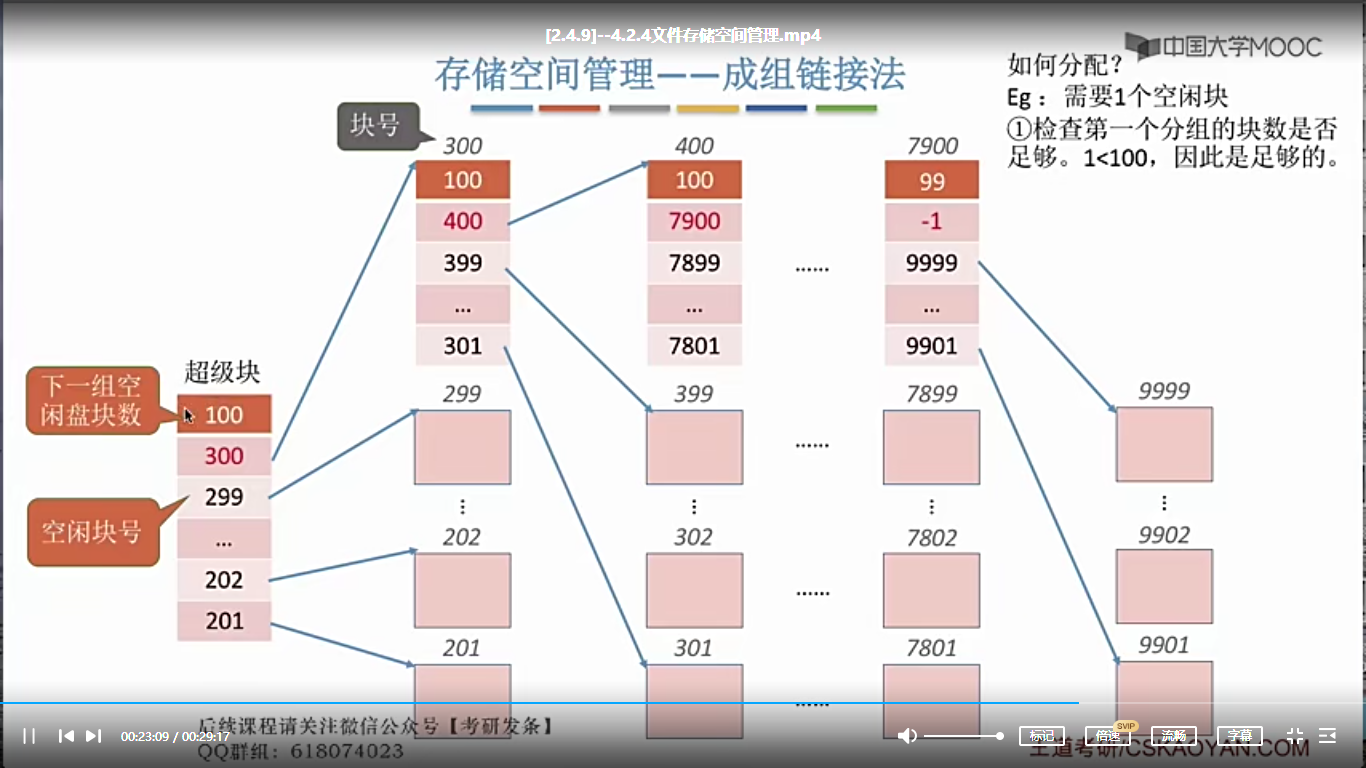 [2.4.9]--4.2.4文件存储空间管理.mp4
中国大学MOOC
存储空间管理——成组链接法
如何分配？
Eg： 需要1个空闲块
①检查第一个分组的块数是否
足够。1<100，因此是足够的。
块号
300
400
7900
100
100
99
400
7900
-1
399
7899
......
9999
...
...
...
301
7801
9901
超级块
下一组空
闲盘块数
100
300
299
空闲块号
...
202
201
299
399
7899
9999
......
202
302
7802
9902
......
201
301
7801
9901
......
后续课程请关注微信公众号【考研发条】
QQ群组：618074023
00:23:09 / 00:29:17
标记
倍速
SVIP
流畅
字幕
王道考研/CSKAOYAN.COM